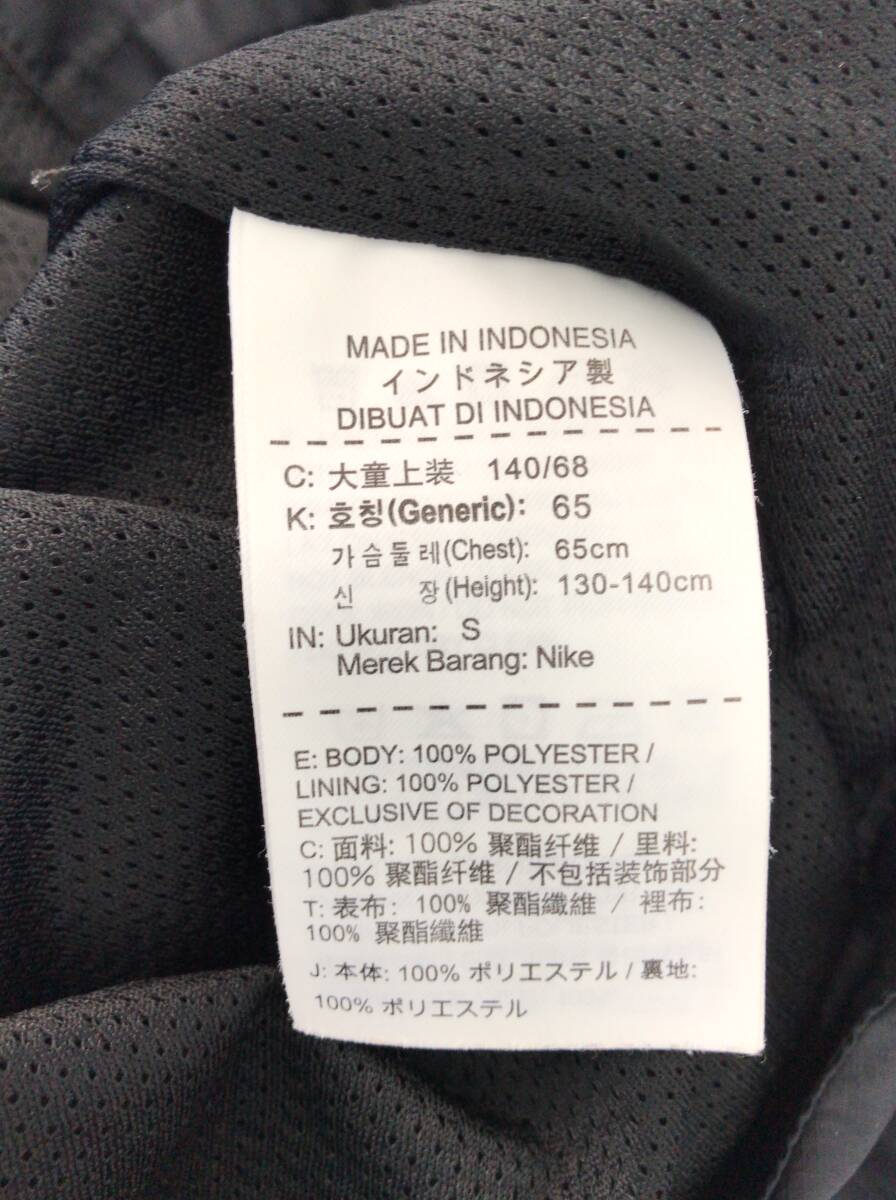 MADE IN INDONESIA
インドネシア製
DIBUAT DI INDONESIA
C: 大童上装 140/68
K: 호칭(Generic): 65
가슴둘레(Chest): 65cm
신 장(Height): 130-140cm
IN: Ukuran: S
Merek Barang: Nike
E: BODY: 100% POLYESTER /
LINING: 100% POLYESTER /
EXCLUSIVE OF DECORATION
C: 面料: 100% 聚酯纤维 / 里料:
100% 聚酯纤维 / 不包括装饰部分
T: 表布: 100% 聚酯纖維 / 裡布:
100% 聚酯纖維
J: 本体: 100% ポリエステル / 裏地:
100% ポリエステル